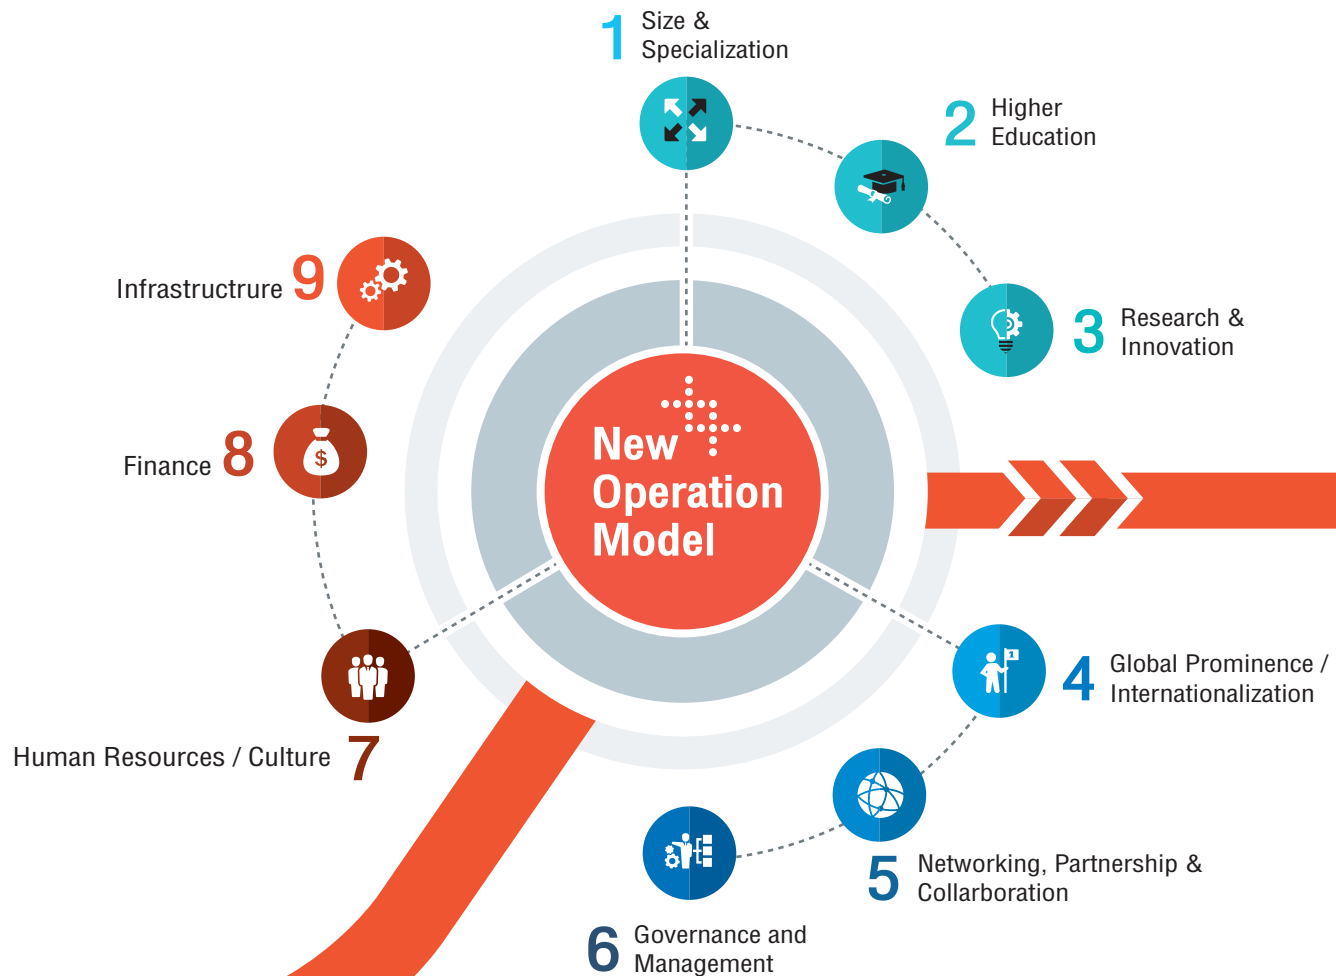 1 Size &
Specialization
2 Higher
Education
3 Research &
Innovation
4 Global Prominence /
Internationalization
5 Networking, Partnership &
Collarboration
6 Governance and
Management
Human Resources / Culture 7
Finance 8
Infrastructrure 9
New
Operation
Model
$
1